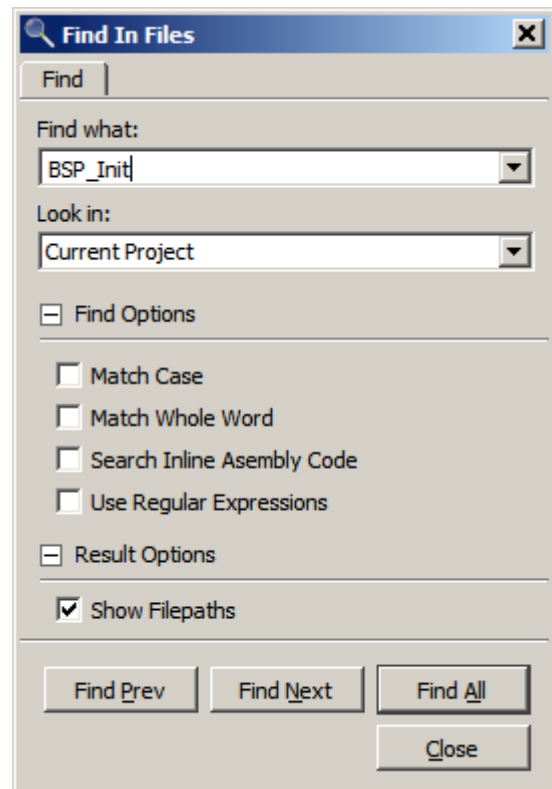 Find In Files
Find
Find what:
BSP_Init
Look in:
Current Project
Find Options
Match Case
Match Whole Word
Search Inline Asembly Code
Use Regular Expressions
Result Options
Show Filepaths
Find Prev Find Next Find All
Close